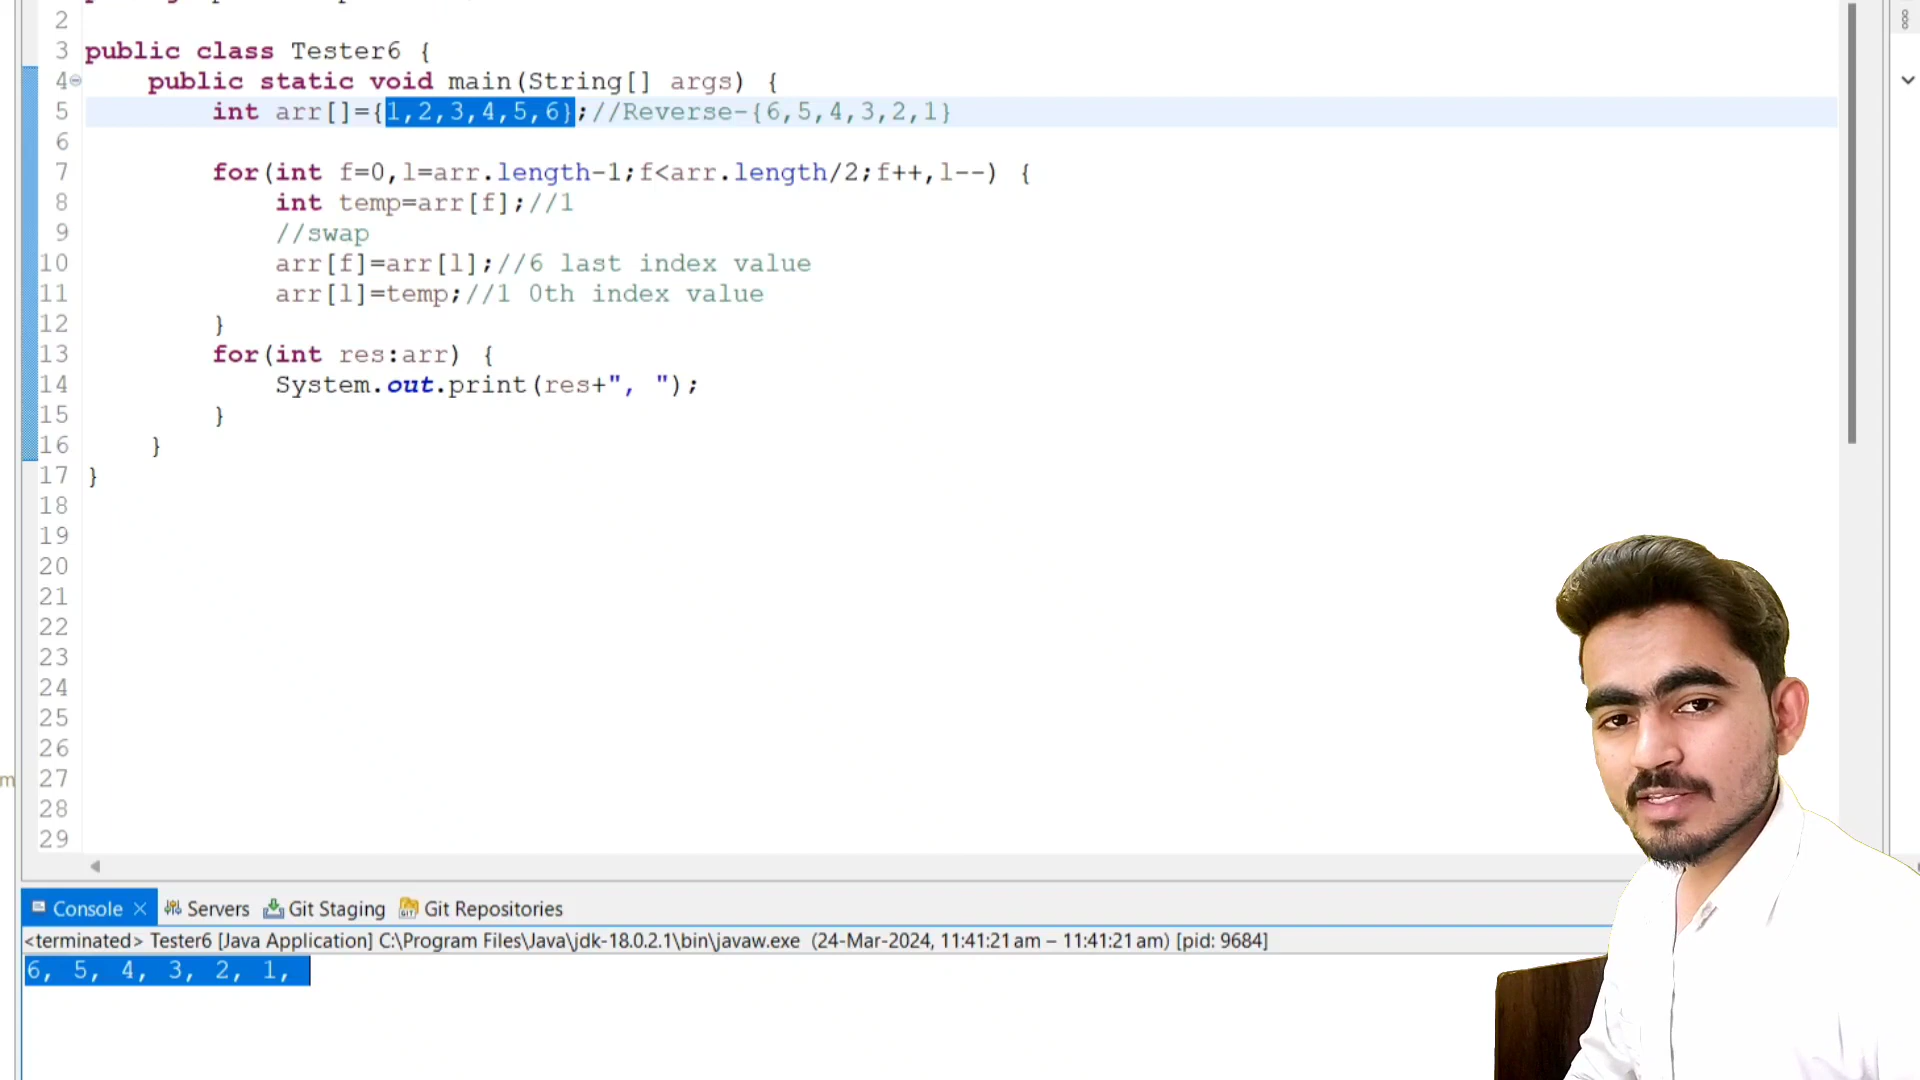 2
3 public class Tester6 {
4 public static void main(String[] args) {
5 int arr[]={1,2,3,4,5,6};//Reverse-{6,5,4,3,2,1}
6
7 for(int f=0,l=arr.length-1;f<arr.length/2;f++,l--) {
8 int temp=arr[f];//1
9 //swap
10 arr[f]=arr[l];//6 last index value
11 arr[l]=temp;//1 0th index value
12 }
13 for(int res:arr) {
14 System.out.print(res+", ");
15 }
16 }
17 }
18
19
20
21
22
23
24
25
26
27
28
29
m
Console Servers Git Staging Git Repositories
<terminated> Tester6 [Java Application] C:\Program Files\Java\jdk-18.0.2.1\bin\javaw.exe (24-Mar-2024, 11:41:21 am – 11:41:21 am) [pid: 9684]
6, 5, 4, 3, 2, 1,